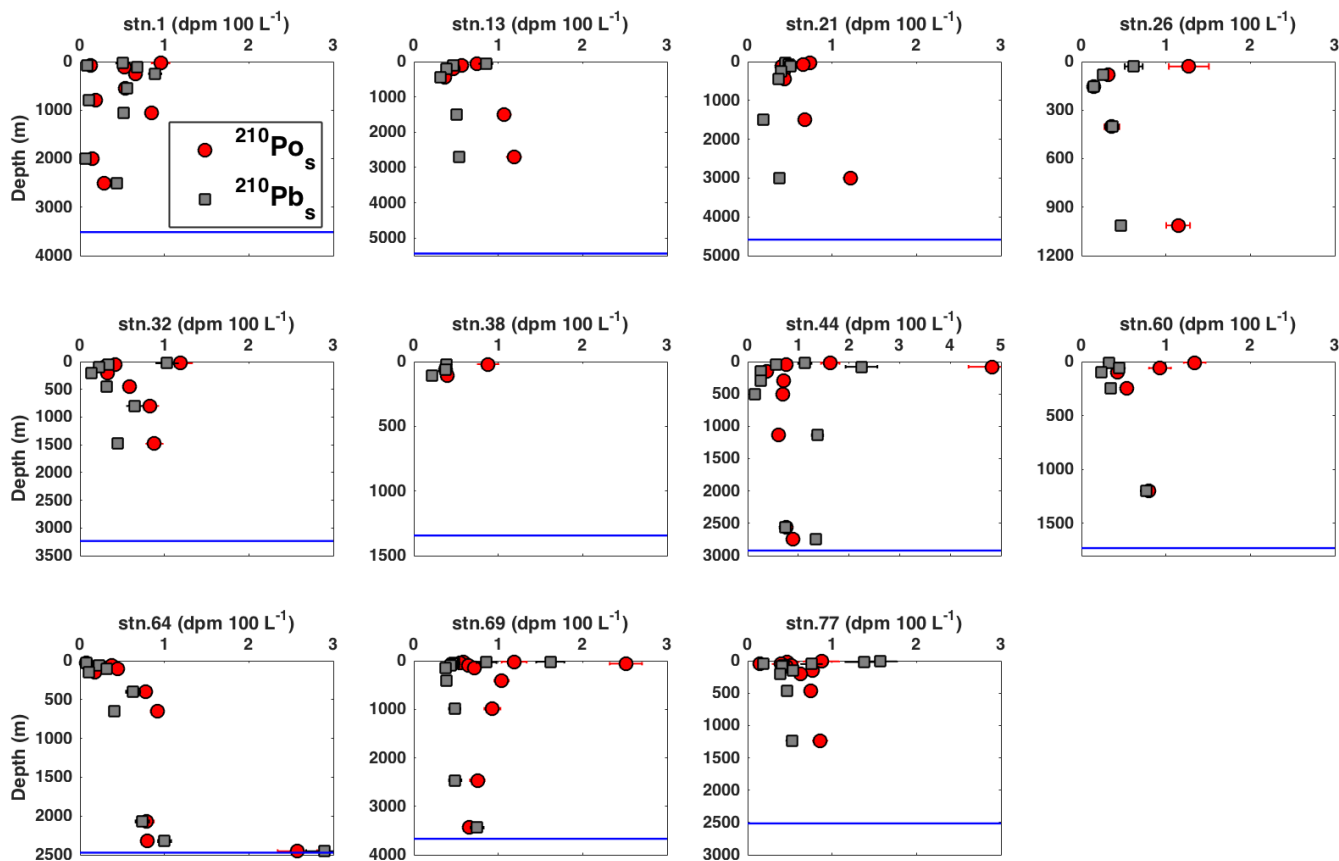 stn.1 (dpm 100 L⁻¹)
0 1 2 3
Depth (m)
0
1000
2000
3000
4000
²¹⁰Poₛ
²¹⁰Pbₛ
stn.13 (dpm 100 L⁻¹)
0 1 2 3
0
1000
2000
3000
4000
5000
stn.21 (dpm 100 L⁻¹)
0 1 2 3
0
1000
2000
3000
4000
5000
stn.26 (dpm 100 L⁻¹)
0 1 2 3
0
300
600
900
1200
stn.32 (dpm 100 L⁻¹)
0 1 2 3
Depth (m)
0
500
1000
1500
2000
2500
3000
3500
stn.38 (dpm 100 L⁻¹)
0 1 2 3
0
500
1000
1500
stn.44 (dpm 100 L⁻¹)
0 1 2 3 4 5
0
500
1000
1500
2000
2500
3000
stn.60 (dpm 100 L⁻¹)
0 1 2 3
0
500
1000
1500
stn.64 (dpm 100 L⁻¹)
0 1 2 3
Depth (m)
0
500
1000
1500
2000
2500
stn.69 (dpm 100 L⁻¹)
0 1 2 3
0
1000
2000
3000
4000
stn.77 (dpm 100 L⁻¹)
0 1 2 3
0
500
1000
1500
2000
2500
3000